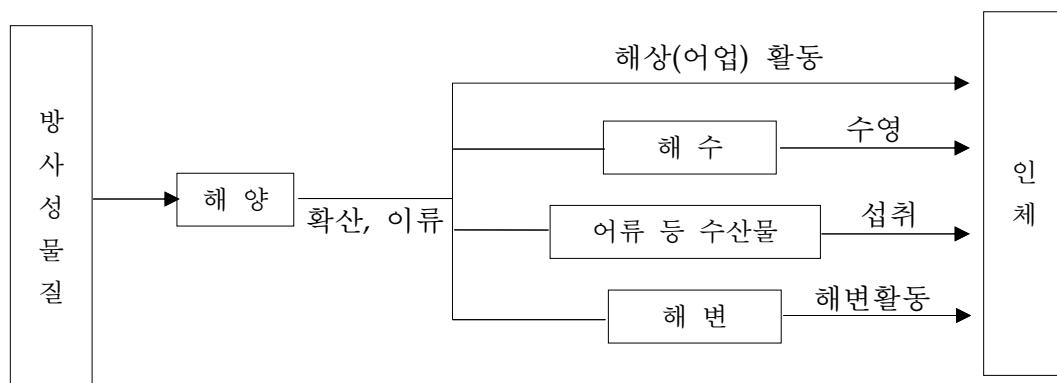 방사성물질
해 양
확산, 이류
해상(어업) 활동
해 수
수영
어류 등 수산물
섭취
해 변
해변활동
인체